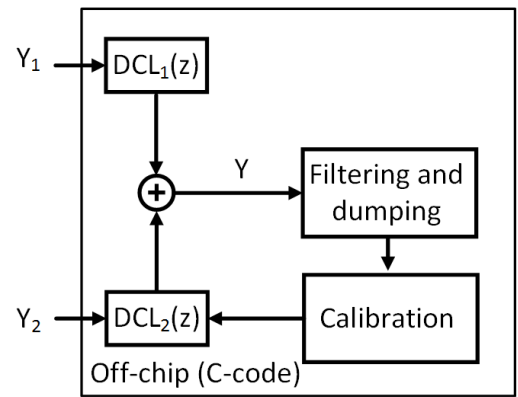 Y₁
DCL₁(z)
+
Y
Filtering and
dumping
Y₂
DCL₂(z)
Calibration
Off-chip (C-code)